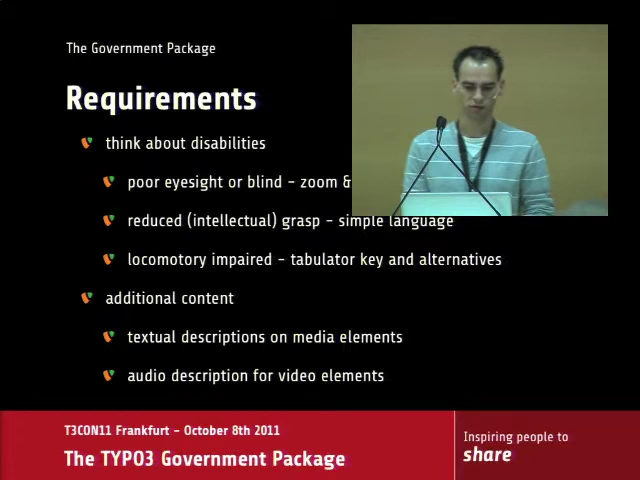 The Government Package
Requirements
think about disabilities
poor eyesight or blind - zoom &
reduced (intellectual) grasp - simple language
locomotory impaired - tabulator key and alternatives
additional content
textual descriptions on media elements
audio description for video elements
T3CON11 Frankfurt - October 8th 2011
The TYPO3 Government Package
Inspiring people to
share